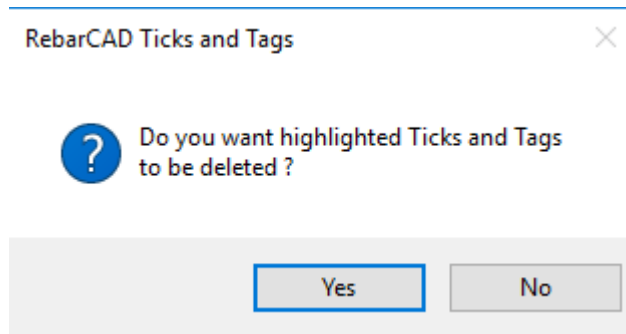 RebarCAD Ticks and Tags
?
Do you want highlighted Ticks and Tags
to be deleted ?
Yes
No